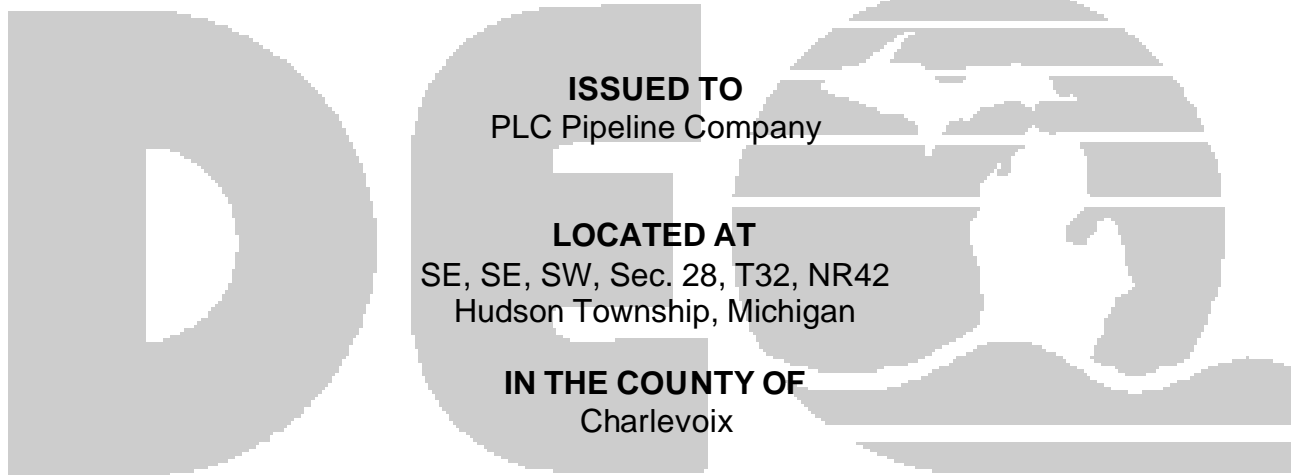 DEQ
ISSUED TO
PLC Pipeline Company
LOCATED AT
SE, SE, SW, Sec. 28, T32, NR42
Hudson Township, Michigan
IN THE COUNTY OF
Charlevoix